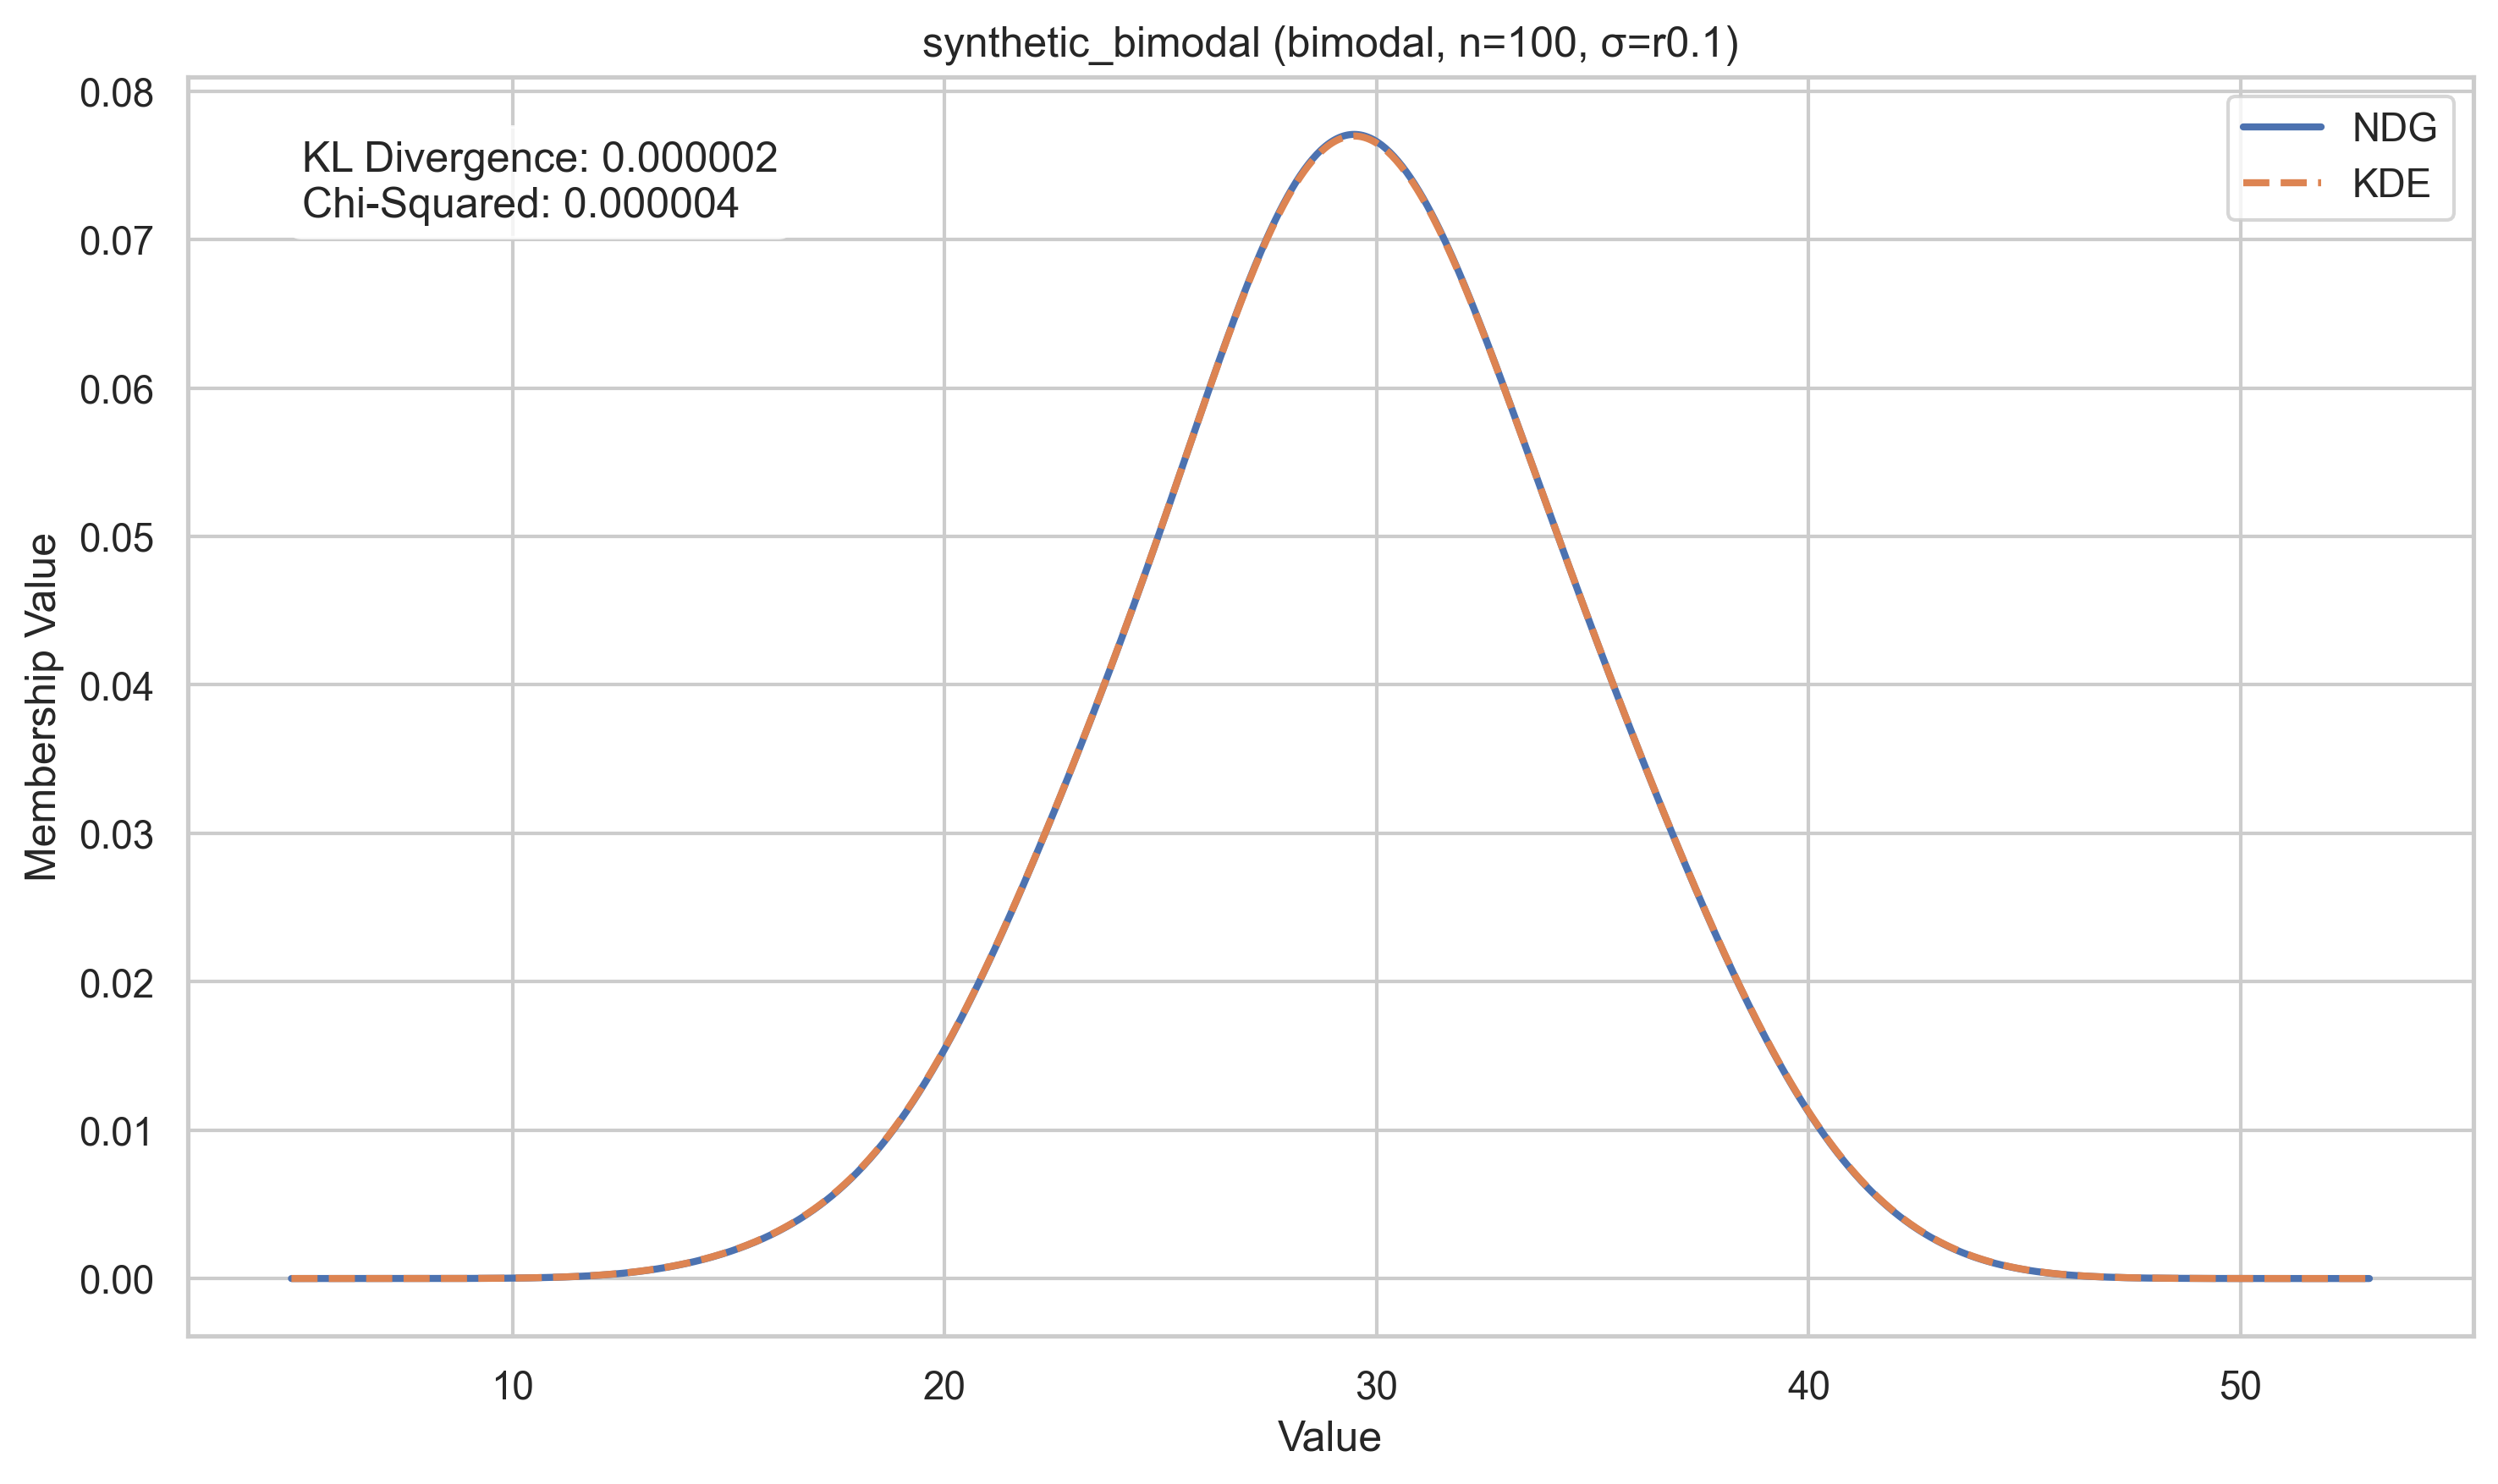 synthetic_bimodal (bimodal, n=100, σ=r0.1)
KL Divergence: 0.000002
Chi-Squared: 0.000004
NDG
KDE
0.08
0.07
0.06
0.05
0.04
0.03
0.02
0.01
0.00
Membership Value
10 20 30 40 50
Value